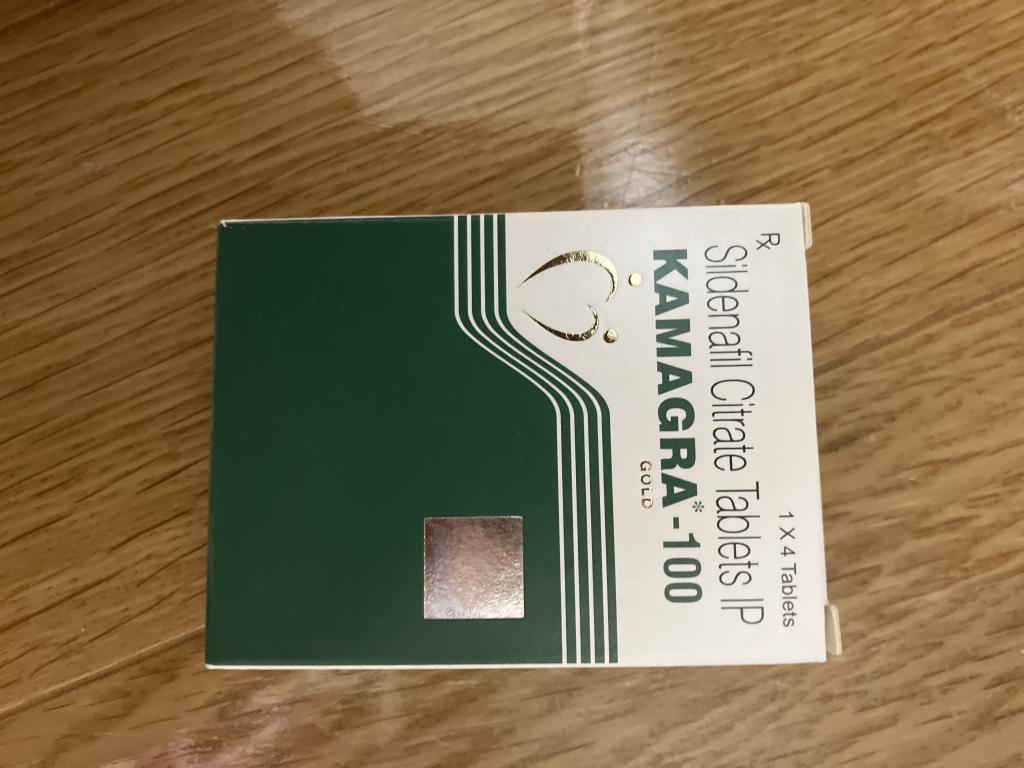 1 X 4 Tablets
Rx
Sildenafil Citrate Tablets IP
KAMAGRA*-100
GOLD